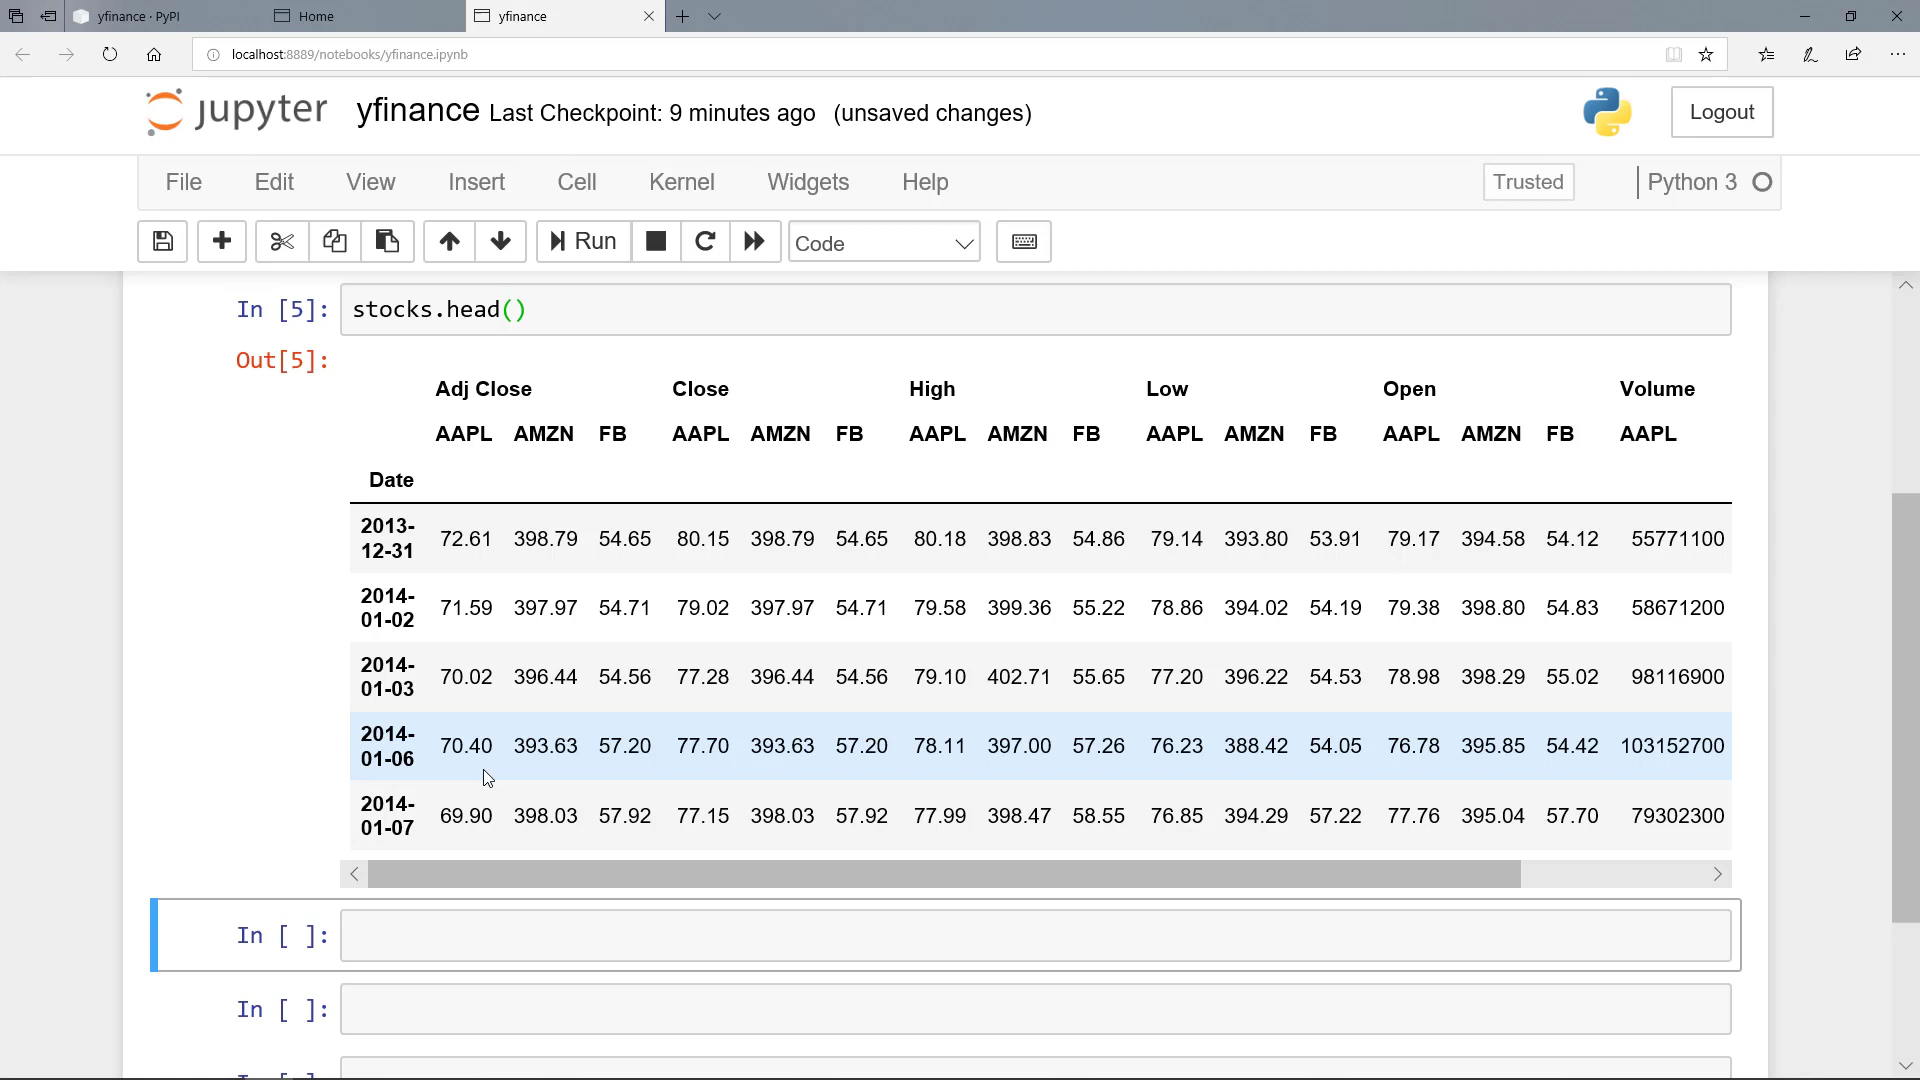 yfinance · PyPI
Home
yfinance
localhost:8889/notebooks/yfinance.ipynb
jupyter yfinance Last Checkpoint: 9 minutes ago (unsaved changes)
Logout
File Edit View Insert Cell Kernel Widgets Help
Trusted
Python 3
Run
Code
In [5]: stocks.head()
Out[5]:
Adj Close Close High Low Open Volume
AAPL AMZN FB AAPL AMZN FB AAPL AMZN FB AAPL AMZN FB AAPL AMZN FB AAPL
Date
2013-12-31 72.61 398.79 54.65 80.15 398.79 54.65 80.18 398.83 54.86 79.14 393.80 53.91 79.17 394.58 54.12 55771100
2014-01-02 71.59 397.97 54.71 79.02 397.97 54.71 79.58 399.36 55.22 78.86 394.02 54.19 79.38 398.80 54.83 58671200
2014-01-03 70.02 396.44 54.56 77.28 396.44 54.56 79.10 402.71 55.65 77.20 396.22 54.53 78.98 398.29 55.02 98116900
2014-01-06 70.40 393.63 57.20 77.70 393.63 57.20 78.11 397.00 57.26 76.23 388.42 54.05 76.78 395.85 54.42 103152700
2014-01-07 69.90 398.03 57.92 77.15 398.03 57.92 77.99 398.47 58.55 76.85 394.29 57.22 77.76 395.04 57.70 79302300
In [ ]:
In [ ]: